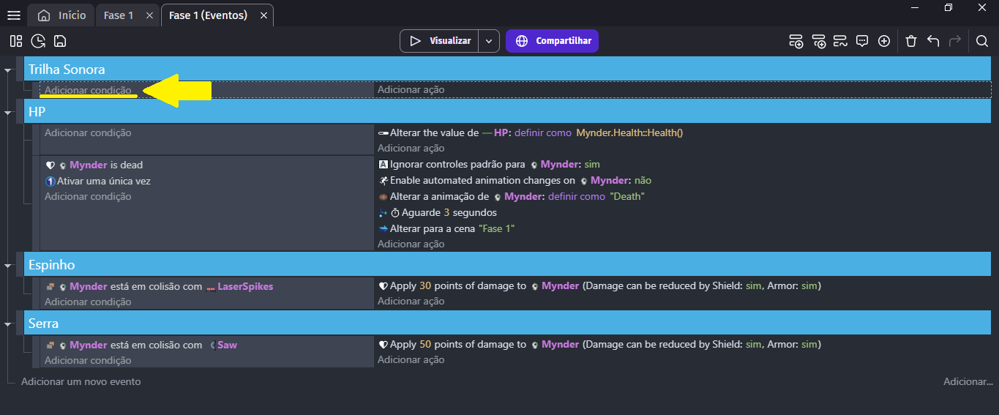 Início
Fase 1
Fase 1 (Eventos)
Visualizar
Compartilhar
Trilha Sonora
Adicionar condição
Adicionar ação
HP
Adicionar condição
Alterar the value de HP: definir como Mynder.Health::Health()
Adicionar ação
Mynder is dead
1 Ativar uma única vez
Adicionar condição
A Ignorar controles padrão para Mynder: sim
Enable automated animation changes on Mynder: não
Alterar a animação de Mynder: definir como "Death"
Aguarde 3 segundos
Alterar para a cena "Fase 1"
Adicionar ação
Espinho
Mynder está em colisão com LaserSpikes
Adicionar condição
Apply 30 points of damage to Mynder (Damage can be reduced by Shield: sim, Armor: sim)
Adicionar ação
Serra
Mynder está em colisão com Saw
Adicionar condição
Apply 50 points of damage to Mynder (Damage can be reduced by Shield: sim, Armor: sim)
Adicionar ação
Adicionar um novo evento
Adicionar...